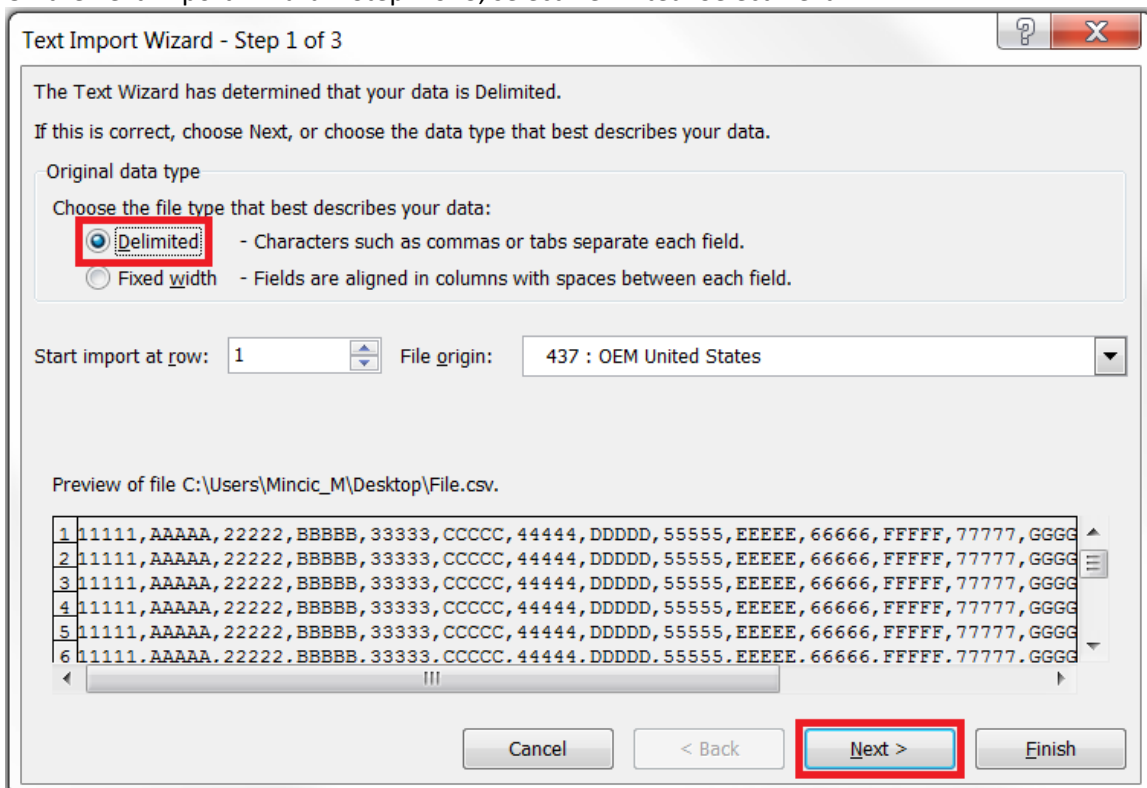 Text Import Wizard - Step 1 of 3
The Text Wizard has determined that your data is Delimited.
If this is correct, choose Next, or choose the data type that best describes your data.
Original data type
Choose the file type that best describes your data:
Delimited - Characters such as commas or tabs separate each field.
Fixed width - Fields are aligned in columns with spaces between each field.
Start import at row: 1 File origin: 437 : OEM United States
Preview of file C:\Users\Mincic_M\Desktop\File.csv.
1 11111,AAAAA,22222,BBBBB,33333,CCCCC,44444,DDDDD,55555,EEEEE,66666,FFFFF,77777,GGGG
2 11111,AAAAA,22222,BBBBB,33333,CCCCC,44444,DDDDD,55555,EEEEE,66666,FFFFF,77777,GGGG
3 11111,AAAAA,22222,BBBBB,33333,CCCCC,44444,DDDDD,55555,EEEEE,66666,FFFFF,77777,GGGG
4 11111,AAAAA,22222,BBBBB,33333,CCCCC,44444,DDDDD,55555,EEEEE,66666,FFFFF,77777,GGGG
5 11111,AAAAA,22222,BBBBB,33333,CCCCC,44444,DDDDD,55555,EEEEE,66666,FFFFF,77777,GGGG
6 11111,AAAAA,22222,BBBBB,33333,CCCCC,44444,DDDDD,55555,EEEEE,66666,FFFFF,77777,GGGG
Cancel < Back Next > Finish